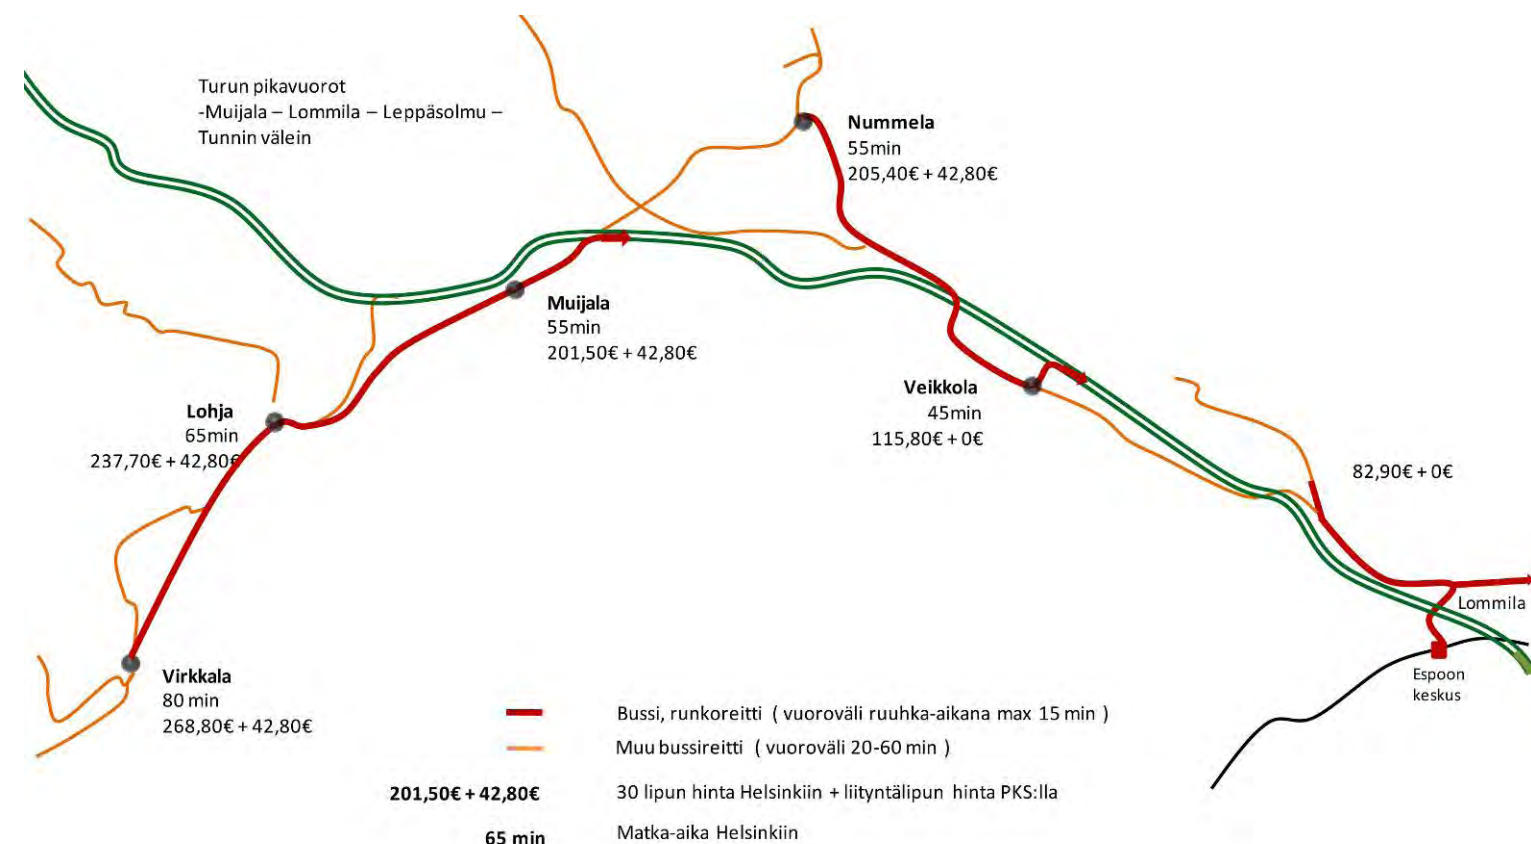 Turun pikavuorot
-Muijala – Lommila – Leppäsolmu –
Tunnin välein
Nummela
55min
205,40€ + 42,80€
Muijala
55min
201,50€ + 42,80€
Veikkola
45min
115,80€ + 0€
Lohja
65min
237,70€ + 42,80€
82,90€ + 0€
Lommila
Espoon
keskus
Virkkala
80 min
268,80€ + 42,80€
Bussi, runkoreitti ( vuoroväli ruuhka-aikana max 15 min )
Muu bussireitti ( vuoroväli 20-60 min )
201,50€ + 42,80€ 30 lipun hinta Helsinkiin + liityntälipun hinta PKS:lla
65 min Matka-aika Helsinkiin